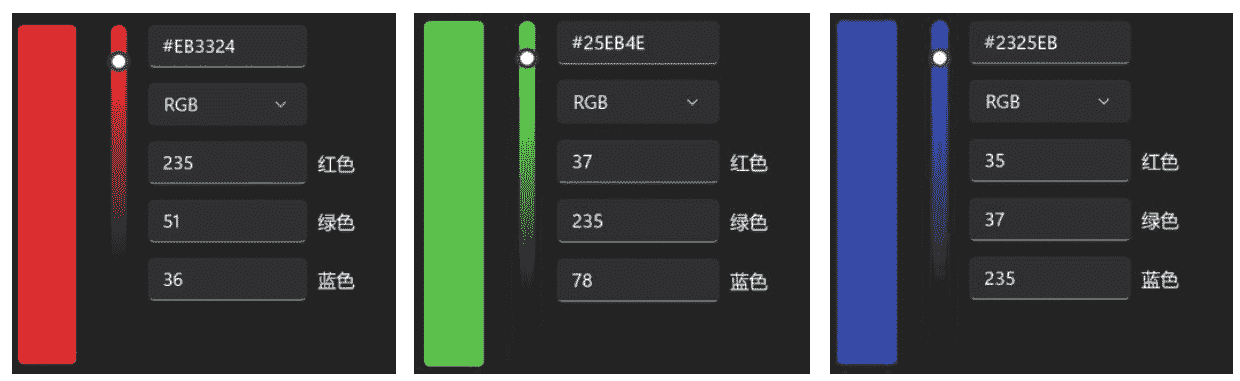 #EB3324
RGB
235 红色
51 绿色
36 蓝色
#25EB4E
RGB
37 红色
235 绿色
78 蓝色
#2325EB
RGB
35 红色
37 绿色
235 蓝色